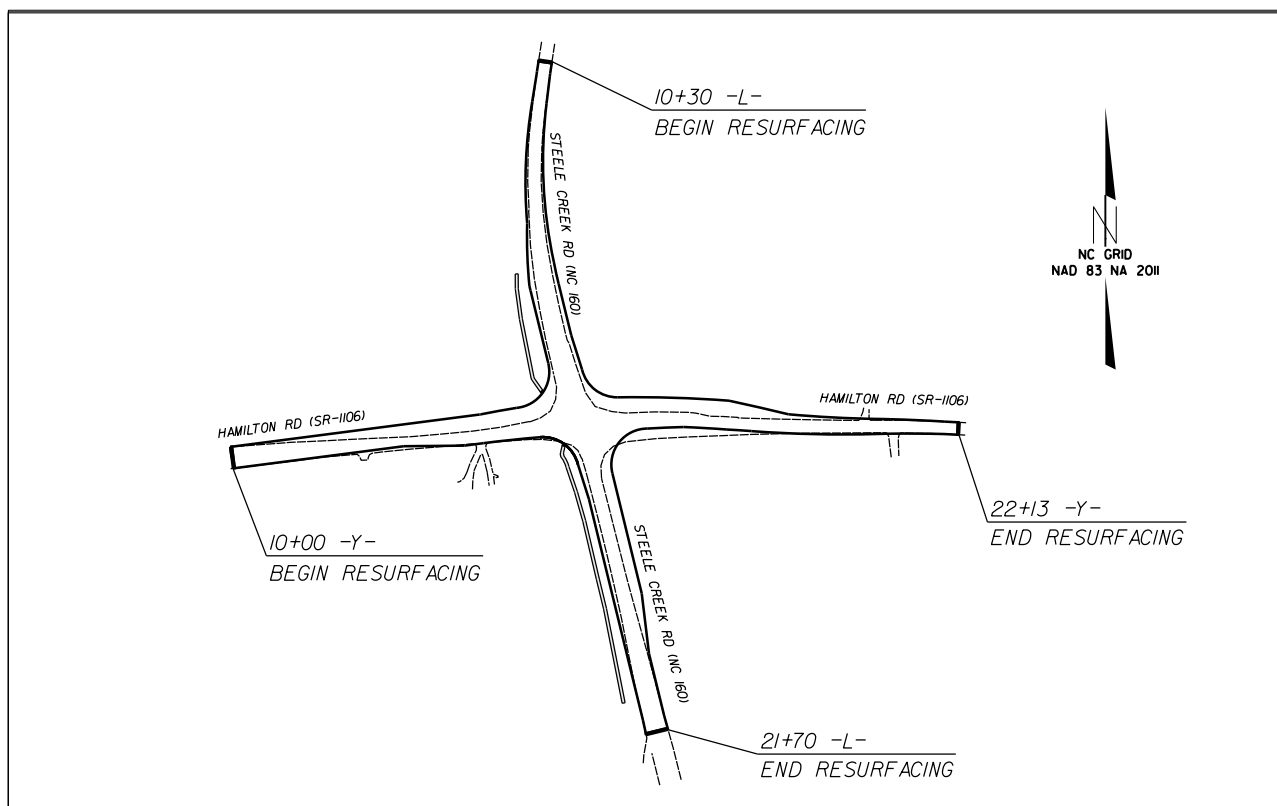 10+30 -L-
BEGIN RESURFACING
STEELE CREEK RD (NC 160)
N
NC GRID
NAD 83 NA 2011
HAMILTON RD (SR-1106)
HAMILTON RD (SR-1106)
22+13 -Y-
END RESURFACING
10+00 -Y-
BEGIN RESURFACING
STEELE CREEK RD (NC 160)
21+70 -L-
END RESURFACING